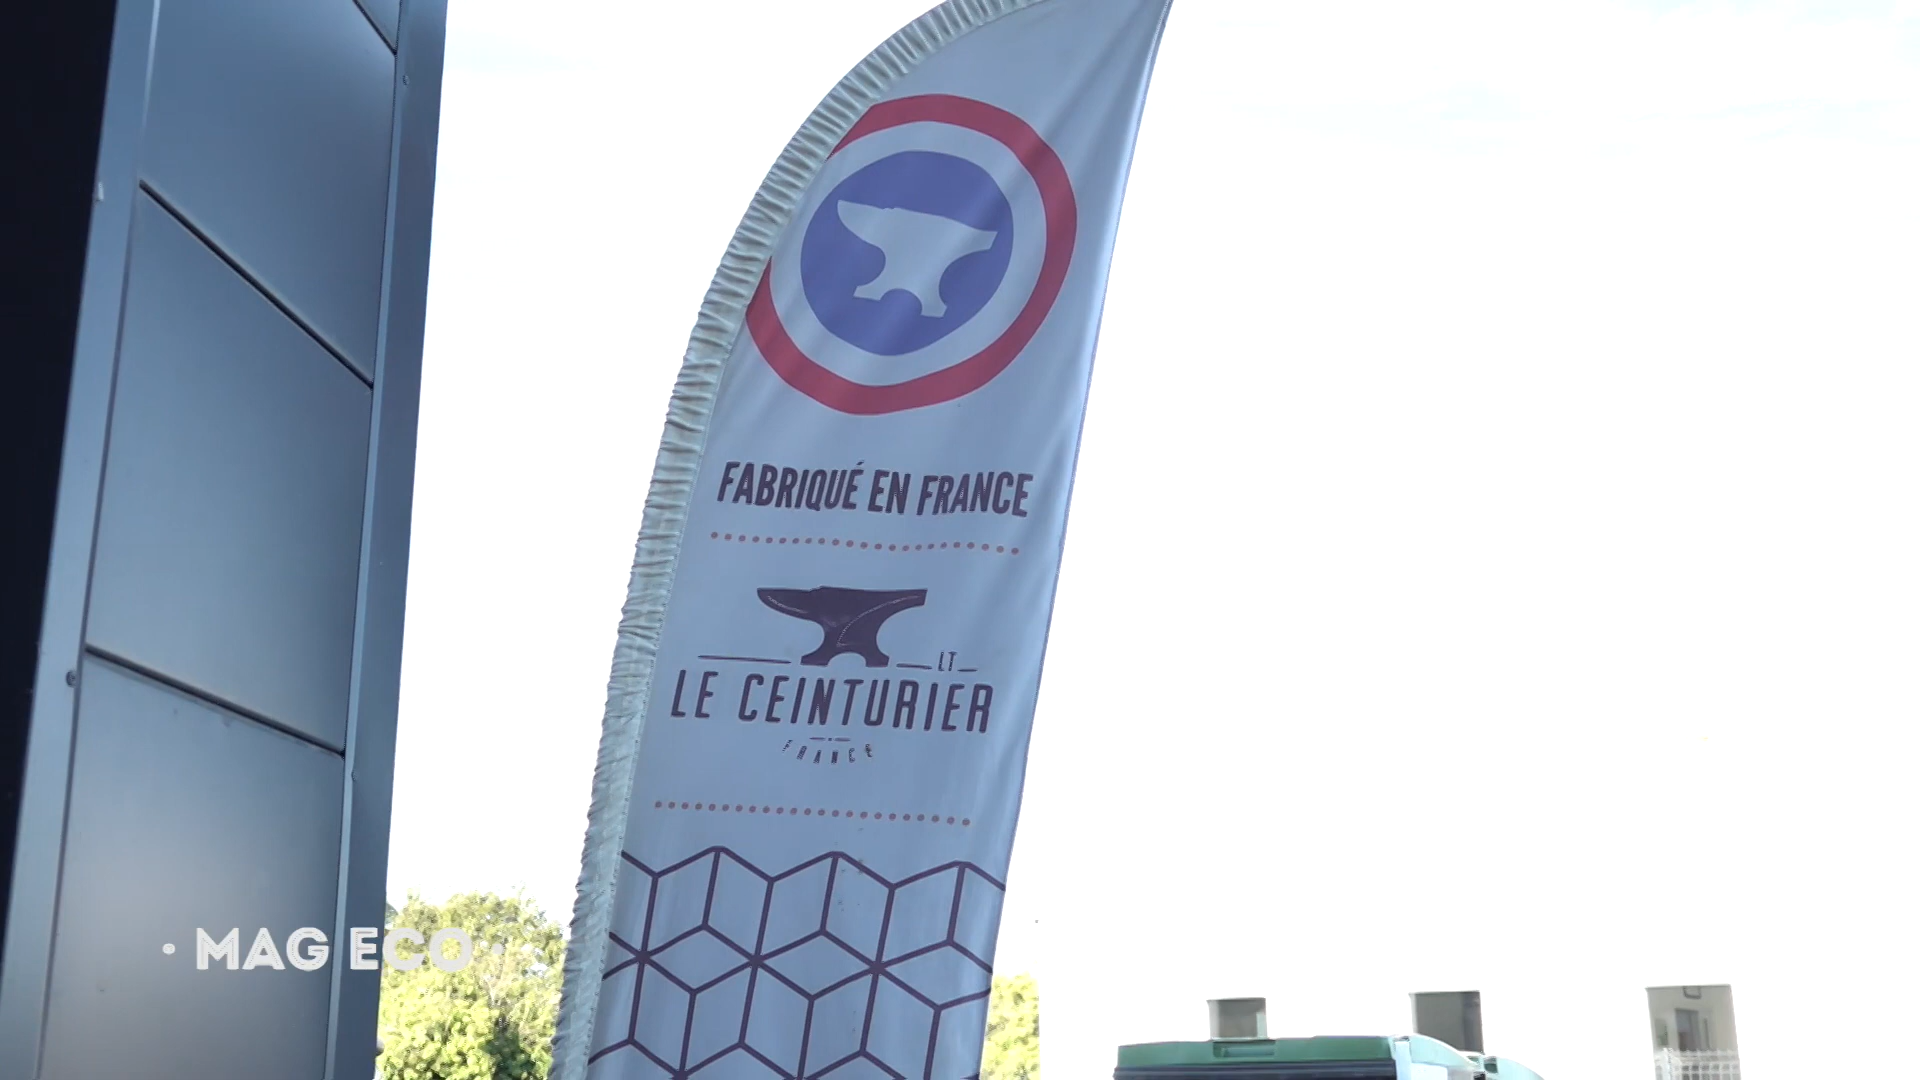 FABRIQUÉ EN FRANCE
LT
LE CEINTURIER
FRANCE
· MAG ECO ·